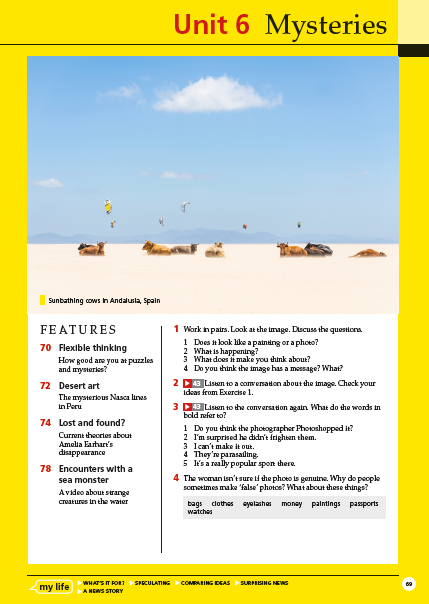 Unit 6 Mysteries
Sunbathing cows in Andalusia, Spain
FEATURES
70 Flexible thinking
How good are you at puzzles
and mysteries?
72 Desert art
The mysterious Nasca lines
in Peru
74 Lost and found?
Current theories about
Amelia Earhart's
disappearance
78 Encounters with a
sea monster
A video about strange
creatures in the water
1 Work in pairs. Look at the image. Discuss the questions.
1 Does it look like a painting or a photo?
2 What is happening?
3 What does it make you think about?
4 Do you think the image has a message? What?
2 43 Listen to a conversation about the image. Check your
ideas from Exercise 1.
3 43 Listen to the conversation again. What do the words in
bold refer to?
1 Do you think the photographer Photoshopped it?
2 I'm surprised he didn't frighten them.
3 I can't make it out.
4 They're parasailing.
5 It's a really popular sport there.
4 The woman isn't sure if the photo is genuine. Why do people
sometimes make 'false' photos? What about these things?
bags clothes eyelashes money paintings passports
watches
my life WHAT'S IT FOR? SPECULATING COMPARING IDEAS SURPRISING NEWS
A NEWS STORY
69